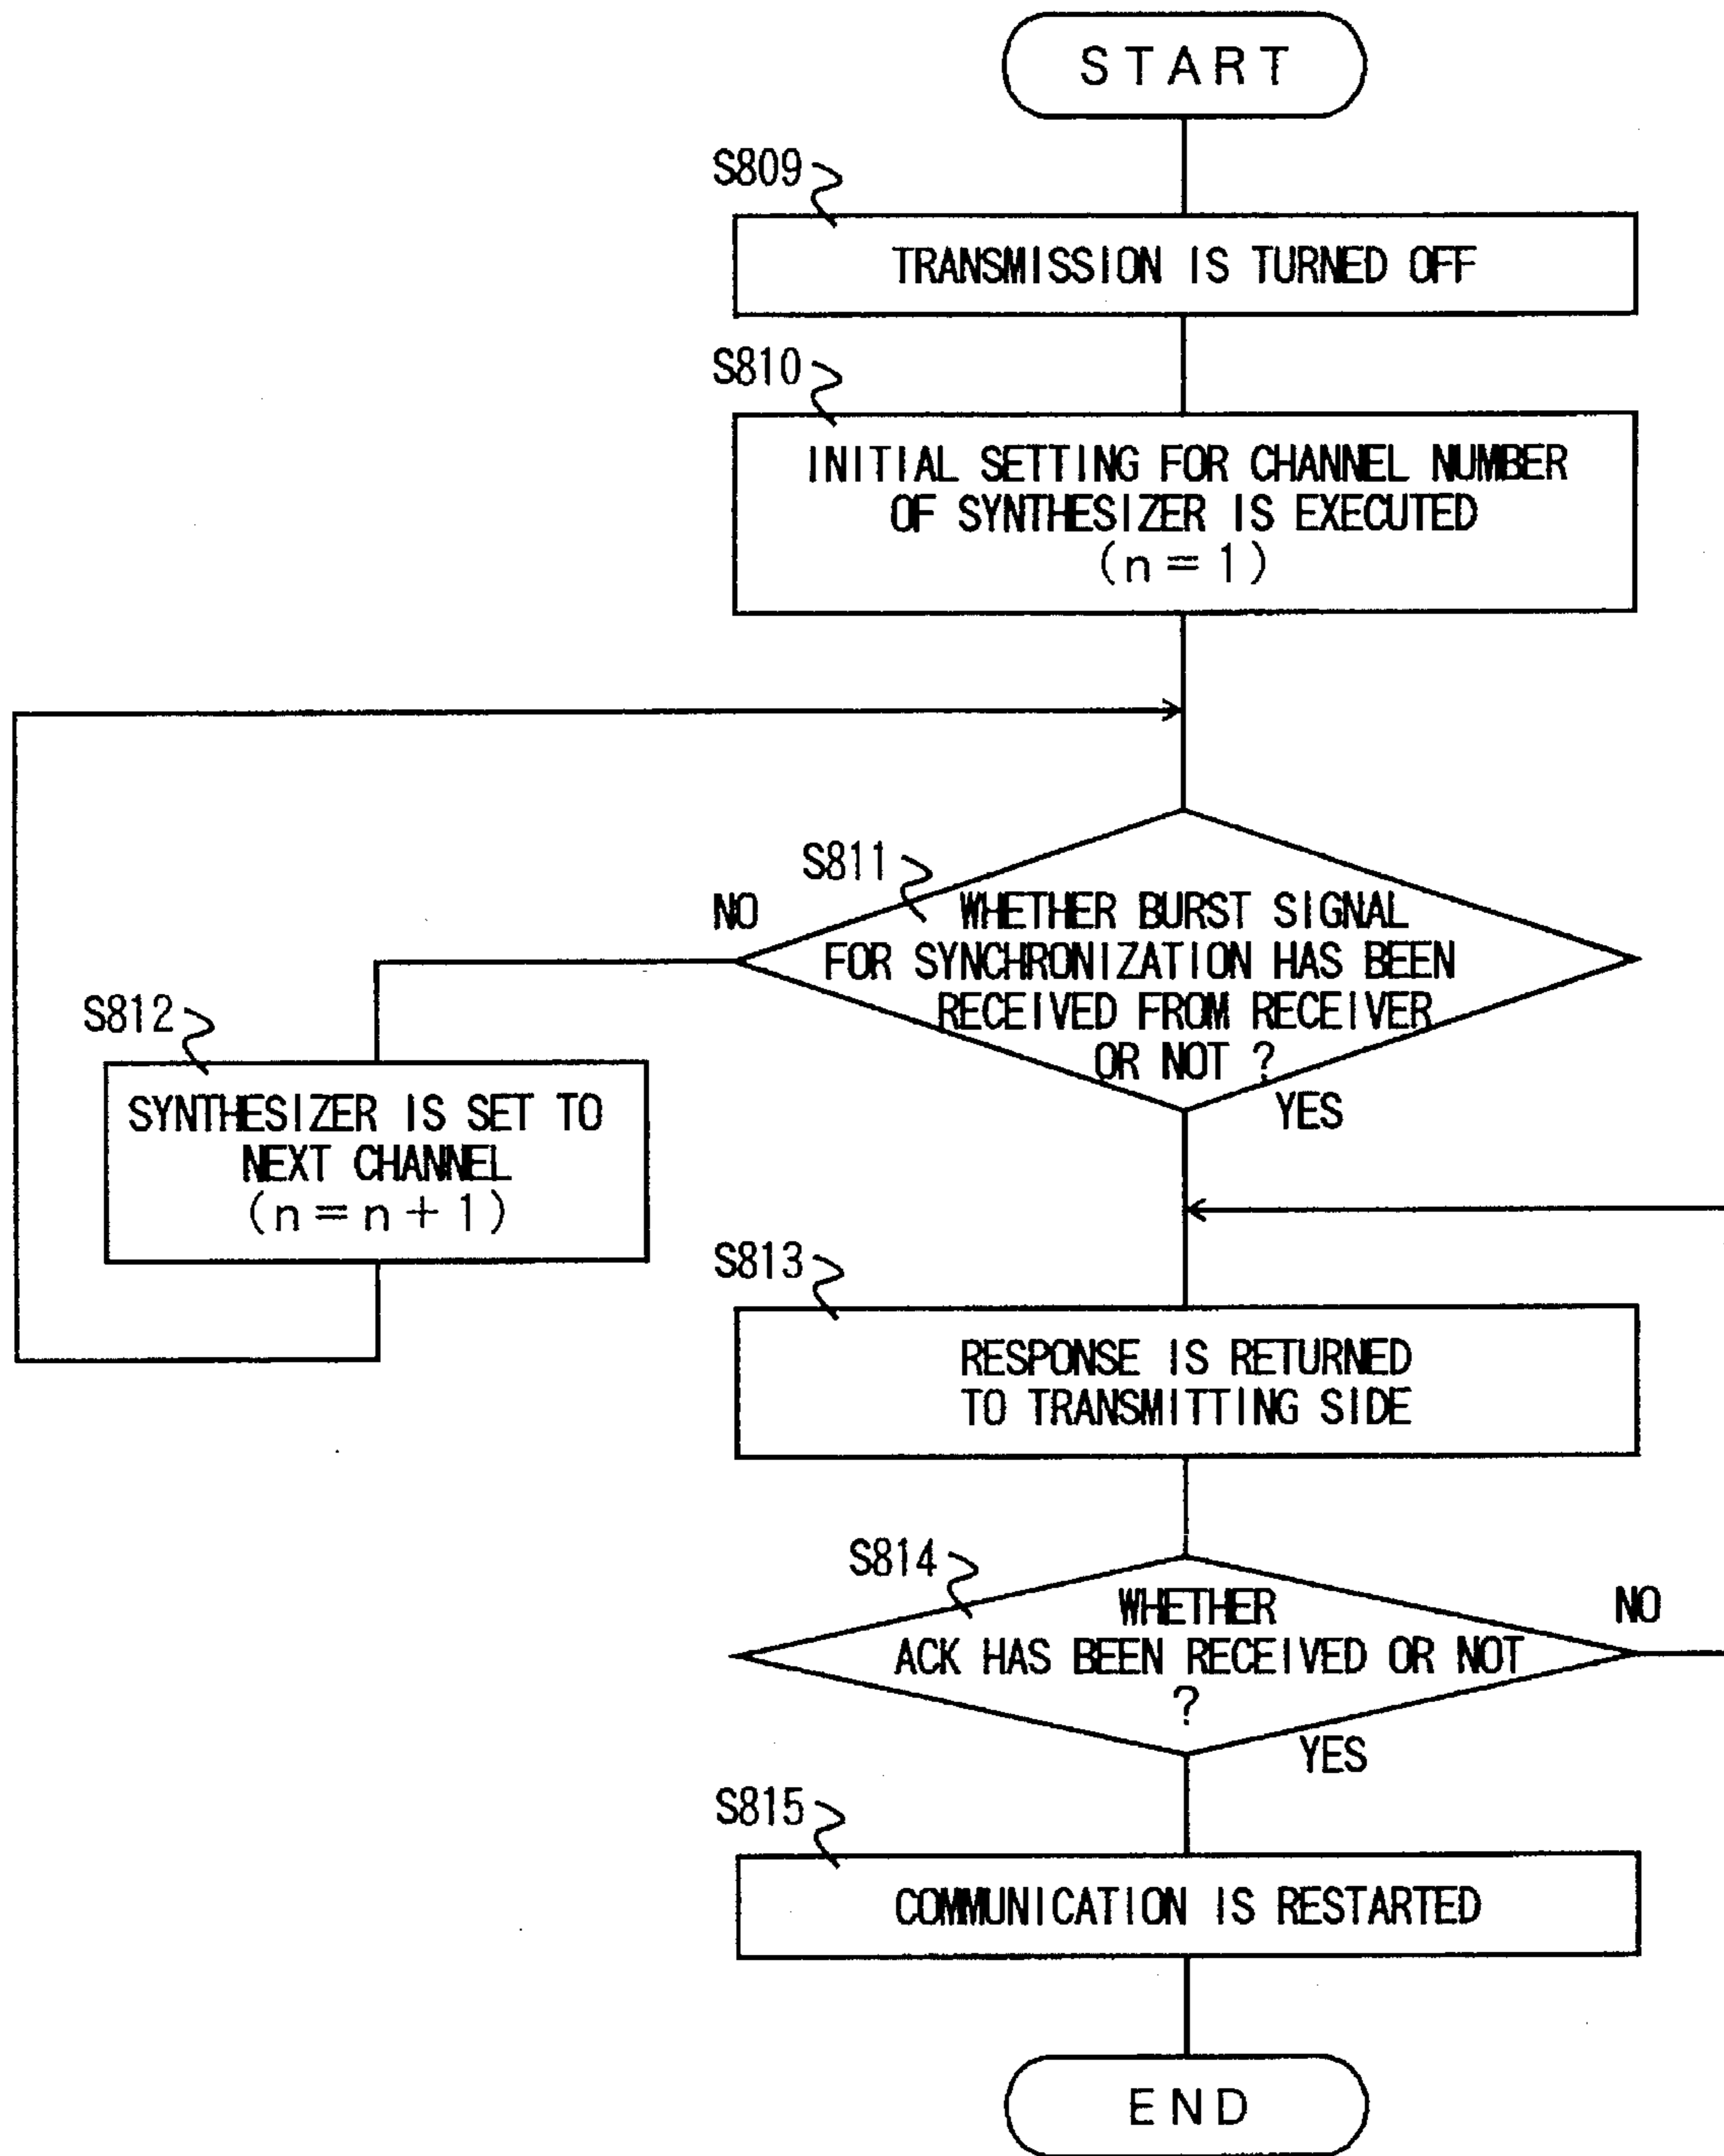 START
S809
TRANSMISSION IS TURNED OFF
S810
INITIAL SETTING FOR CHANNEL NUMBER
OF SYNTHESIZER IS EXECUTED
(n = 1)
S811
NO
WHETHER BURST SIGNAL
FOR SYNCHRONIZATION HAS BEEN
RECEIVED FROM RECEIVER
OR NOT ?
YES
S812
SYNTHESIZER IS SET TO
NEXT CHANNEL
(n = n + 1)
S813
RESPONSE IS RETURNED
TO TRANSMITTING SIDE
S814
WHETHER
ACK HAS BEEN RECEIVED OR NOT
?
NO
YES
S815
COMMUNICATION IS RESTARTED
END